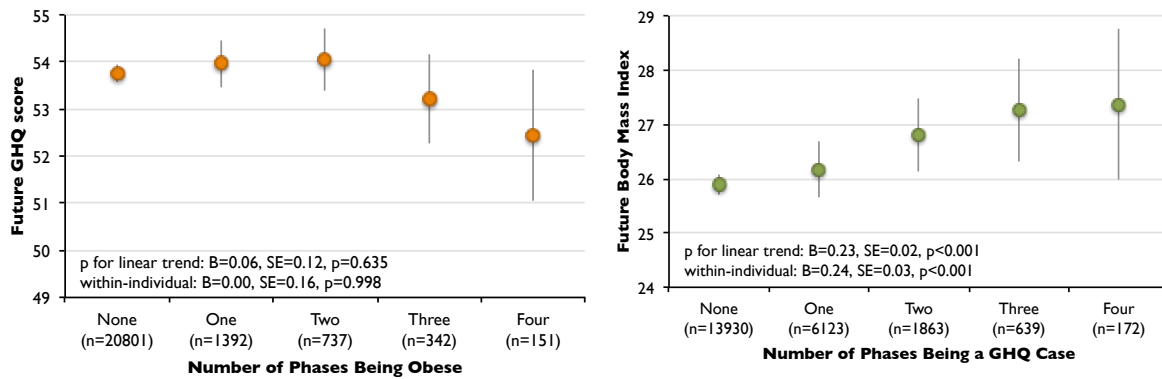 55
54
53
52
51
50
49
Future GHQ score
p for linear trend: B=0.06, SE=0.12, p=0.635
within-individual: B=0.00, SE=0.16, p=0.998
None One Two Three Four
(n=20801) (n=1392) (n=737) (n=342) (n=151)
Number of Phases Being Obese
29
28
27
26
25
24
Future Body Mass Index
p for linear trend: B=0.23, SE=0.02, p<0.001
within-individual: B=0.24, SE=0.03, p<0.001
None One Two Three Four
(n=13930) (n=6123) (n=1863) (n=639) (n=172)
Number of Phases Being a GHQ Case